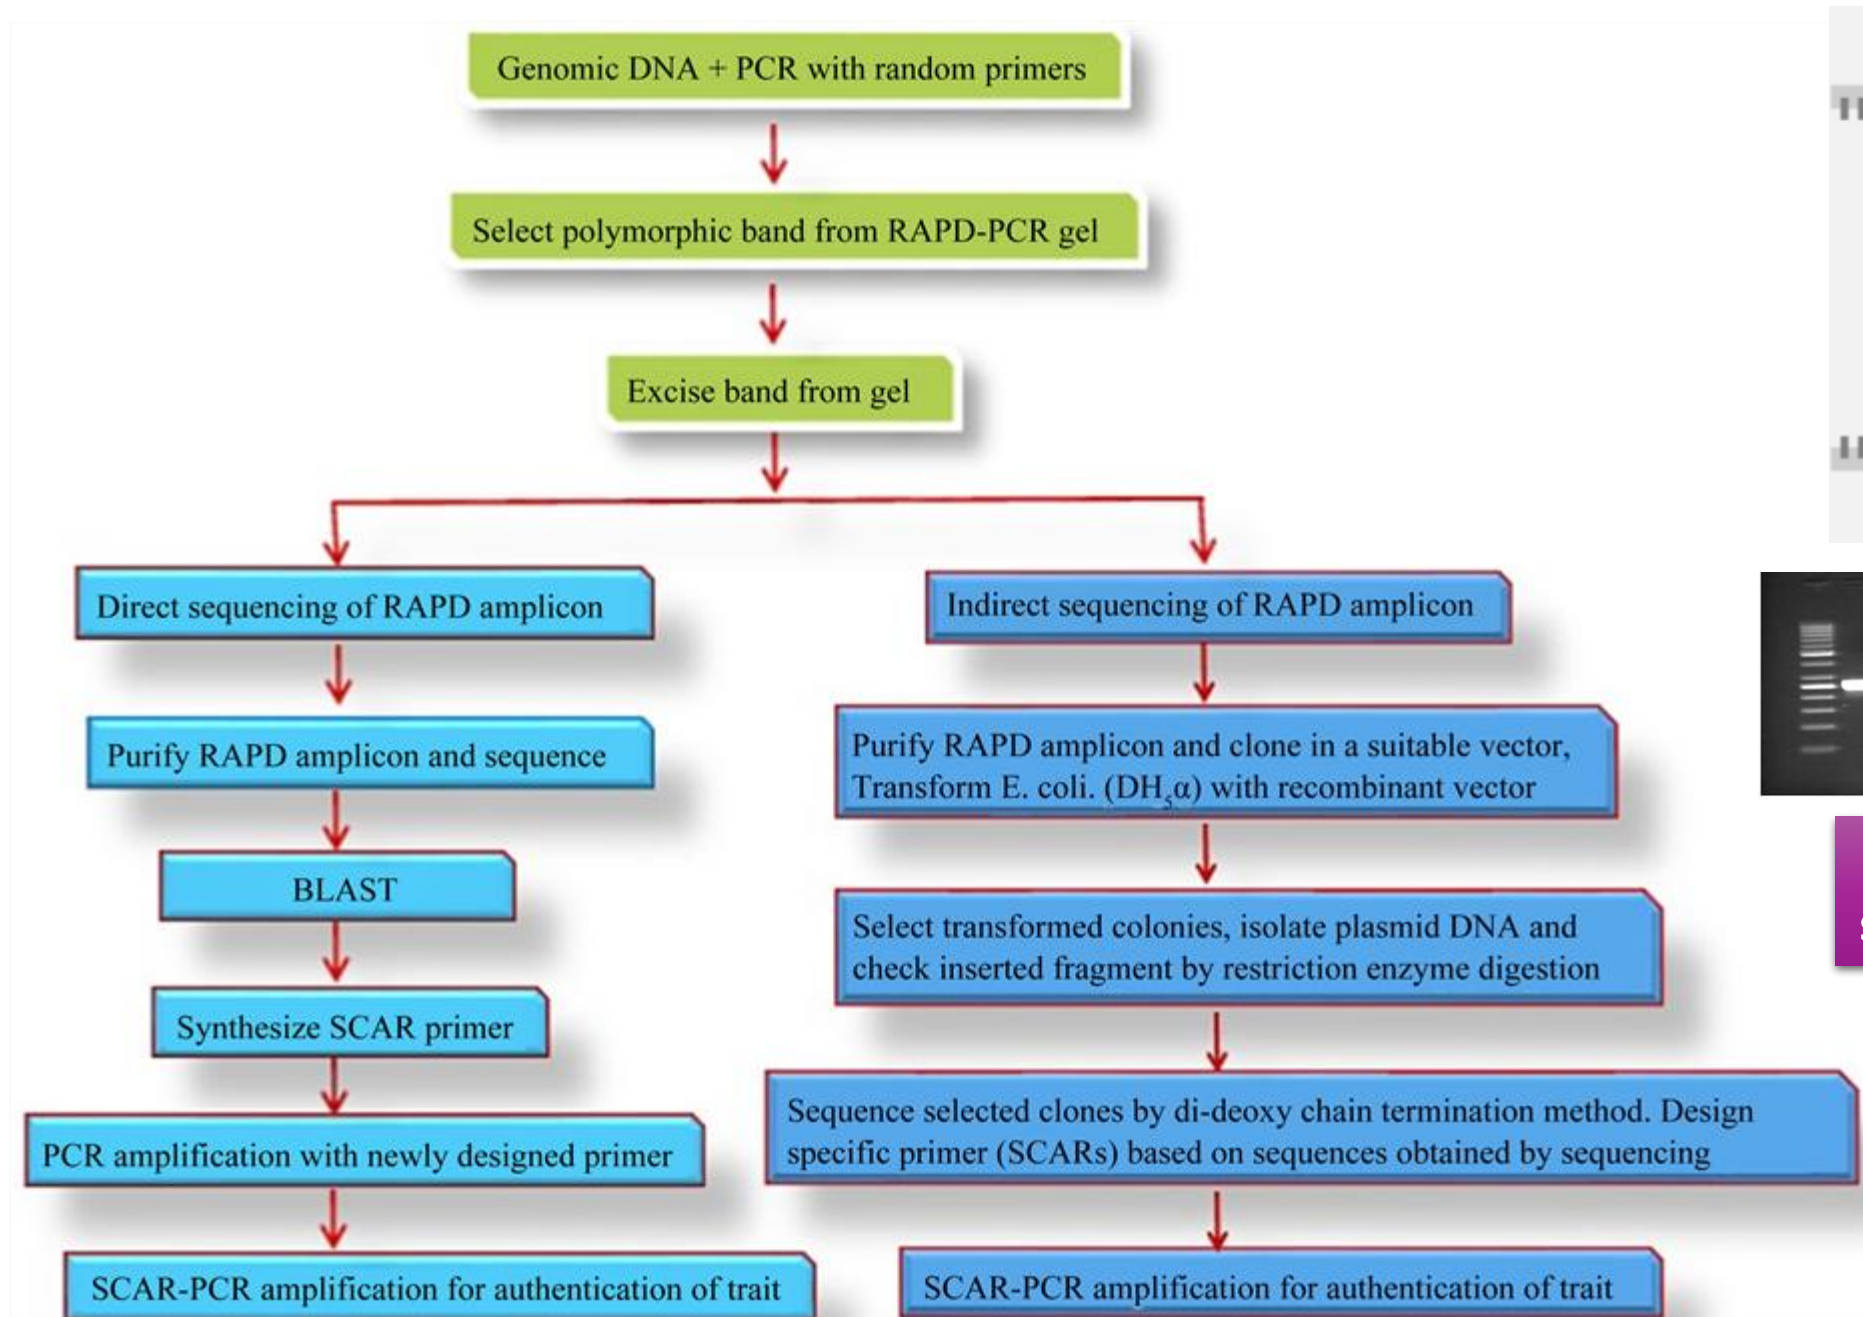 Genomic DNA + PCR with random primers
Select polymorphic band from RAPD-PCR gel
Excise band from gel
Direct sequencing of RAPD amplicon
Purify RAPD amplicon and sequence
BLAST
Synthesize SCAR primer
PCR amplification with newly designed primer
SCAR-PCR amplification for authentication of trait
Indirect sequencing of RAPD amplicon
Purify RAPD amplicon and clone in a suitable vector,
Transform E. coli. (DH₅α) with recombinant vector
Select transformed colonies, isolate plasmid DNA and
check inserted fragment by restriction enzyme digestion
Sequence selected clones by di-deoxy chain termination method. Design
specific primer (SCARs) based on sequences obtained by sequencing
SCAR-PCR amplification for authentication of trait